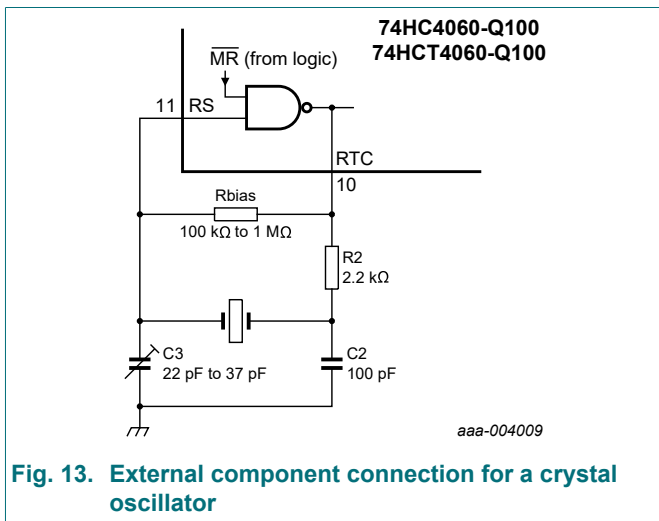 74HC4060-Q100
74HCT4060-Q100
MR (from logic)
11 RS
RTC
10
Rbias
100 kΩ to 1 MΩ
R2
2.2 kΩ
C3
22 pF to 37 pF
C2
100 pF
aaa-004009
Fig. 13. External component connection for a crystal
oscillator